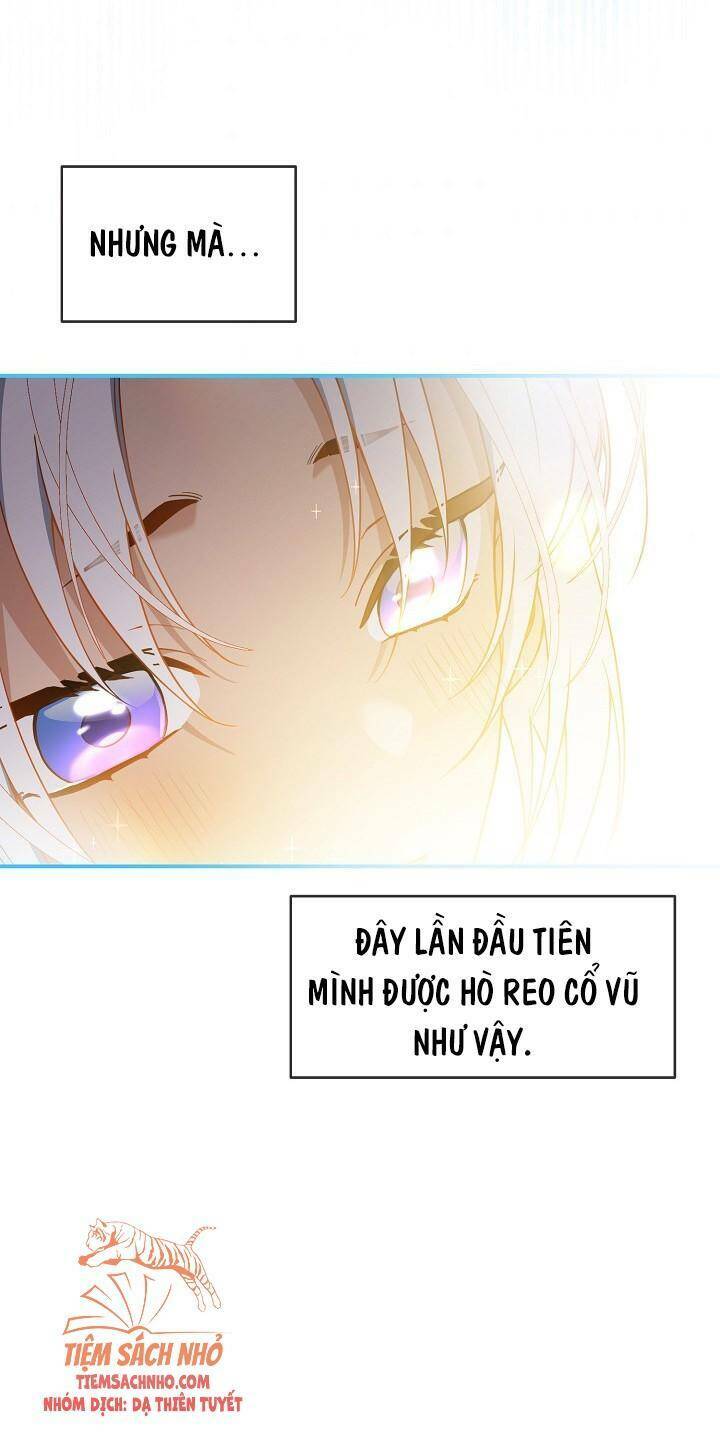 NHƯNG MÀ...
ĐÂY LẦN ĐẦU TIÊN
MÌNH ĐƯỢC HÒ REO CỔ VŨ
NHƯ VẬY.
TIỆM SÁCH NHỎ
TIEMSACHNHO.COM
NHÓM DỊCH: DẠ THIÊN TUYẾT